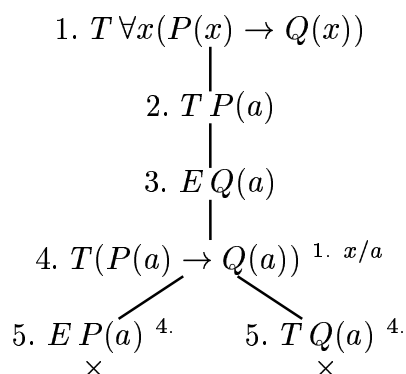 1. T ∀x(P(x) → Q(x))
2. T P(a)
3. E Q(a)
4. T(P(a) → Q(a)) 1. x/a
5. E P(a) 4. 5. T Q(a) 4.
× ×